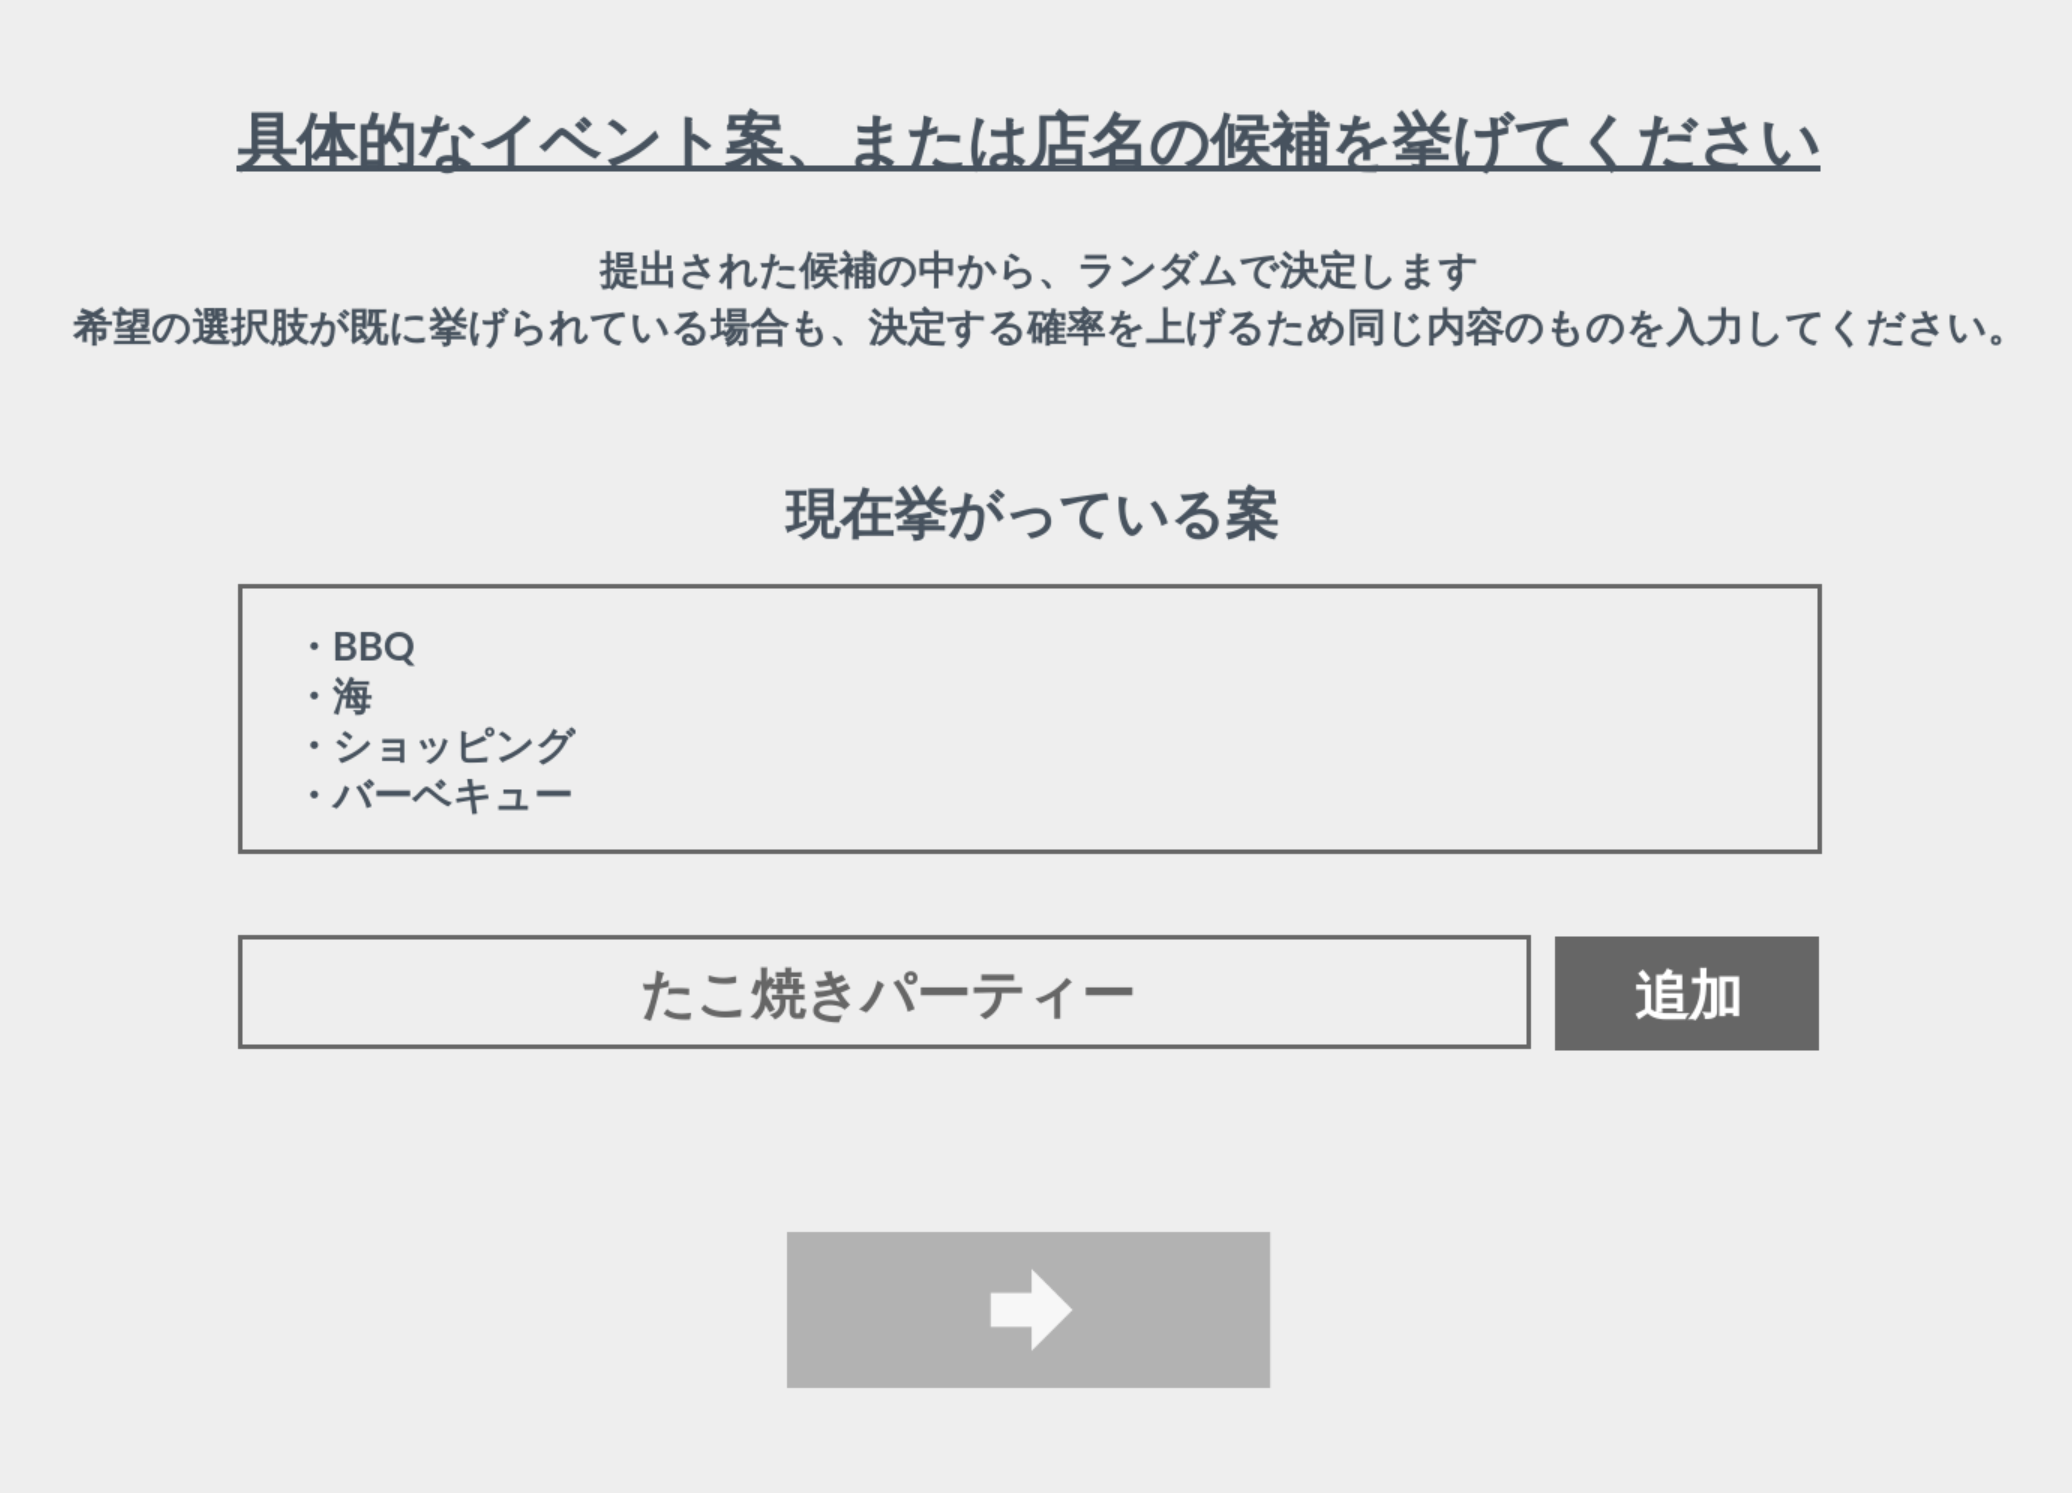 具体的なイベント案、または店名の候補を挙げてください
提出された候補の中から、ランダムで決定します
希望の選択肢が既に挙げられている場合も、決定する確率を上げるため同じ内容のものを入力してください。
現在挙がっている案
・BBQ
・海
・ショッピング
・バーベキュー
たこ焼きパーティー
追加